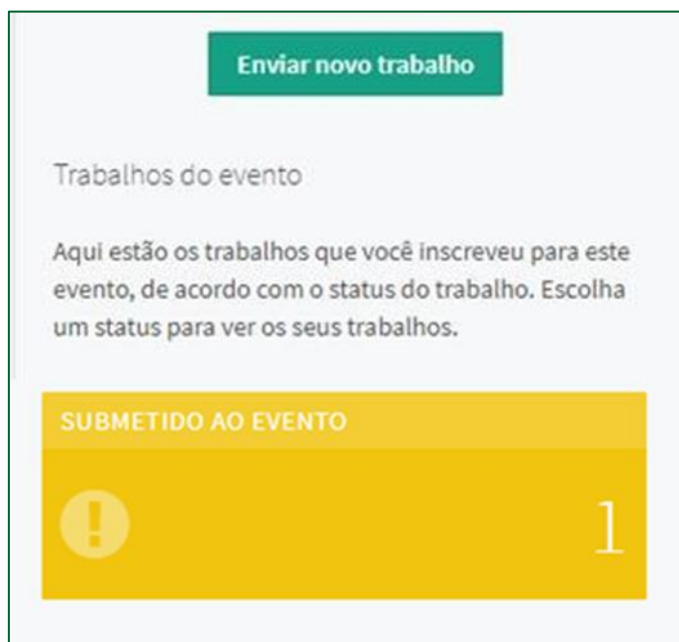 Enviar novo trabalho
Trabalhos do evento
Aqui estão os trabalhos que você inscreveu para este
evento, de acordo com o status do trabalho. Escolha
um status para ver os seus trabalhos.
SUBMETIDO AO EVENTO
!
1